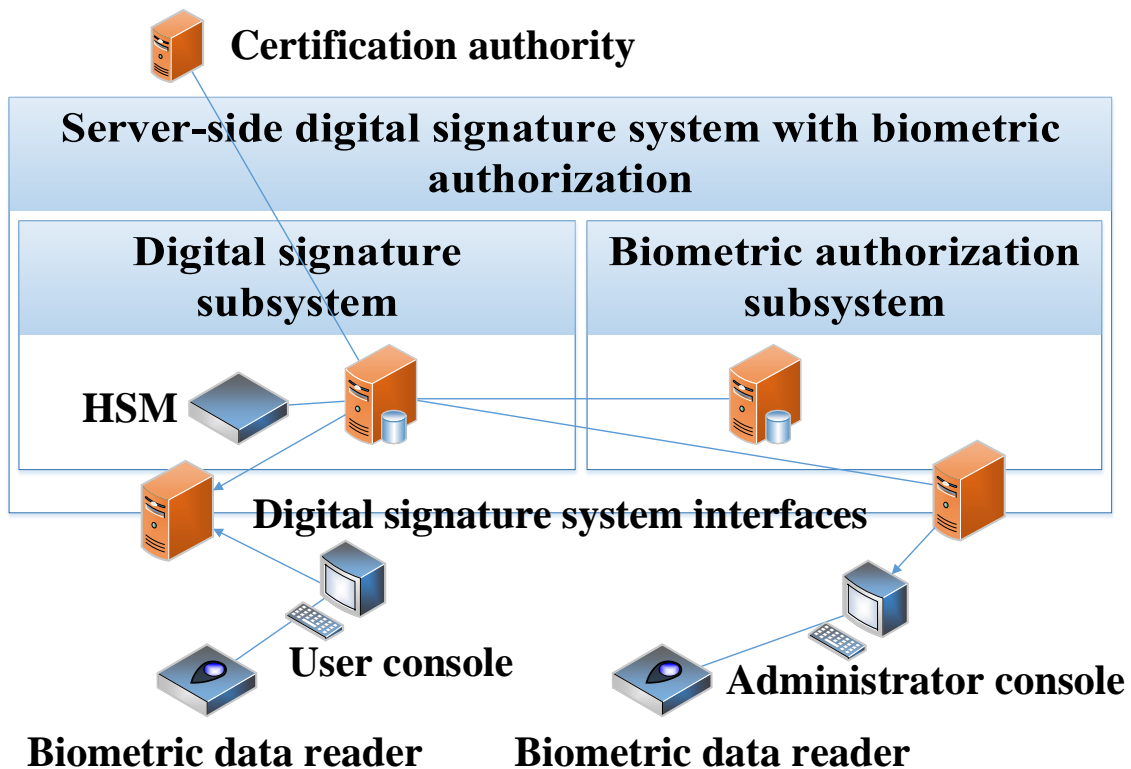 Certification authority
Server-side digital signature system with biometric
authorization
Digital signature
subsystem
Biometric authorization
subsystem
HSM
Digital signature system interfaces
User console
Administrator console
Biometric data reader
Biometric data reader